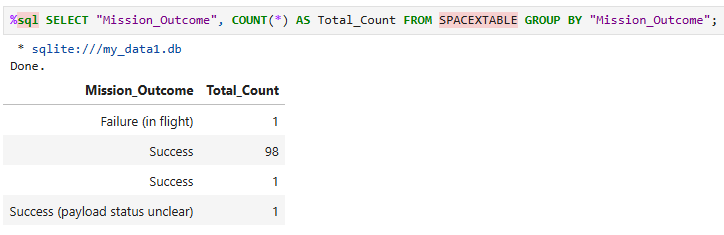 %sql SELECT "Mission_Outcome", COUNT(*) AS Total_Count FROM SPACEXTABLE GROUP BY "Mission_Outcome";
* sqlite:///my_data1.db
Done.
Mission_Outcome Total_Count
Failure (in flight) 1
Success 98
Success 1
Success (payload status unclear) 1